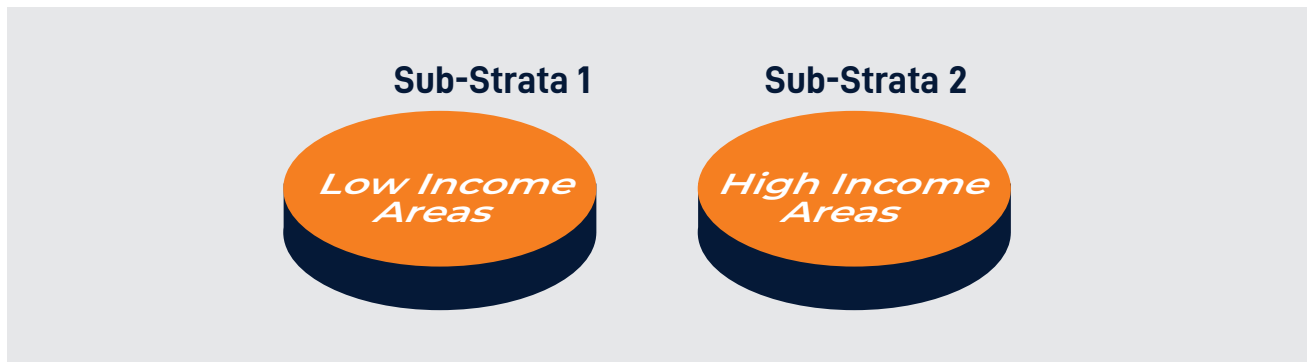 Sub-Strata 1
Low Income
Areas
Sub-Strata 2
High Income
Areas